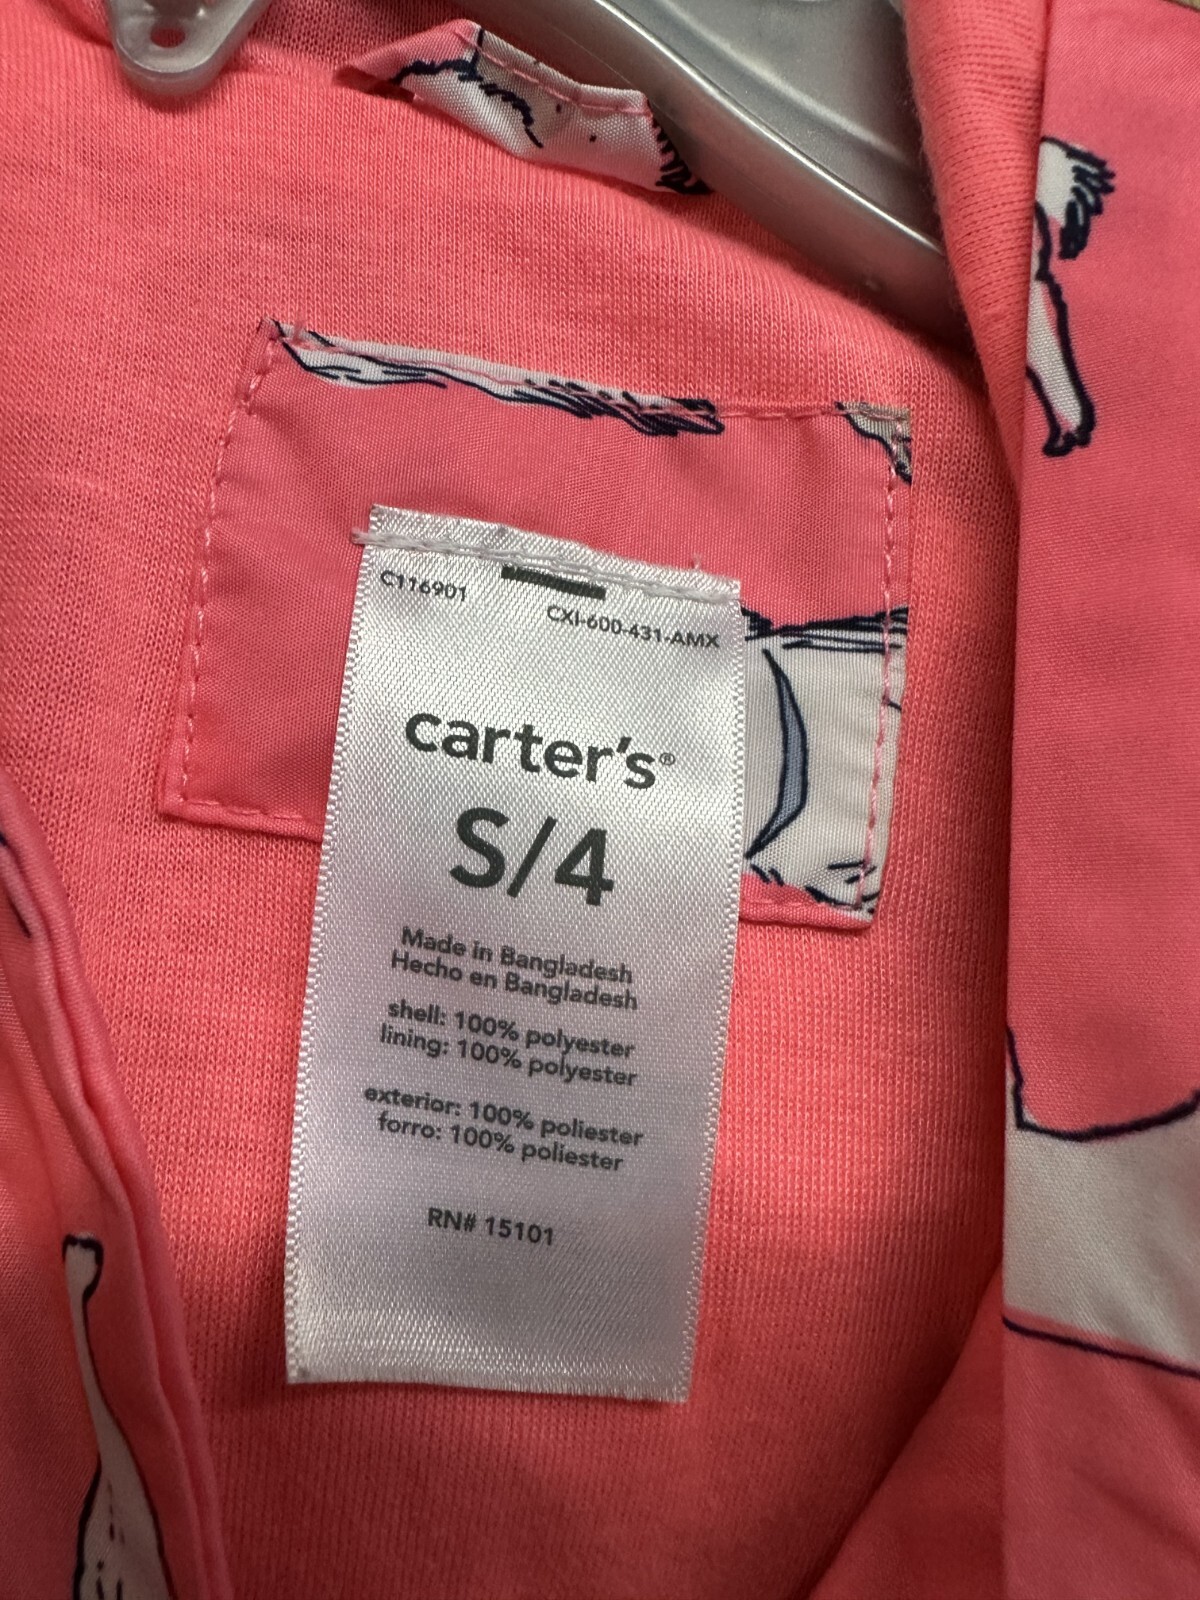 C116901
CXI-600-431-AMX
carter's®
S/4
Made in Bangladesh
Hecho en Bangladesh
shell: 100% polyester
lining: 100% polyester
exterior: 100% poliester
forro: 100% poliester
RN# 15101